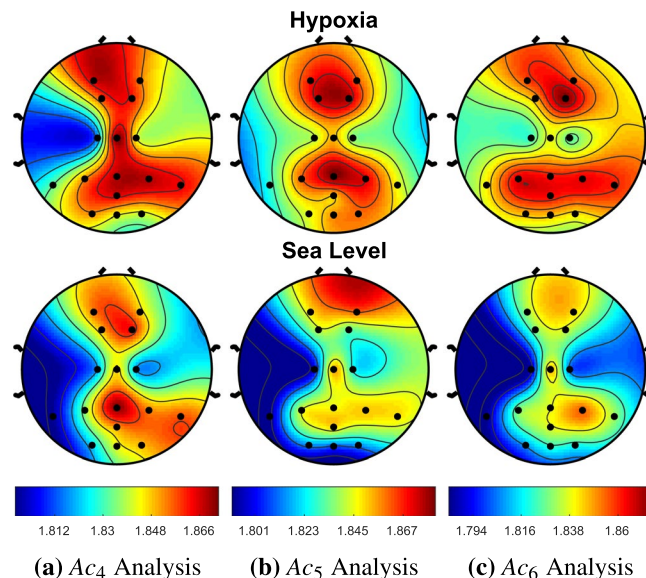 Hypoxia
Sea Level
1.812 1.83 1.848 1.866 1.801 1.823 1.845 1.867 1.794 1.816 1.838 1.86
(a) Ac4 Analysis (b) Ac5 Analysis (c) Ac6 Analysis